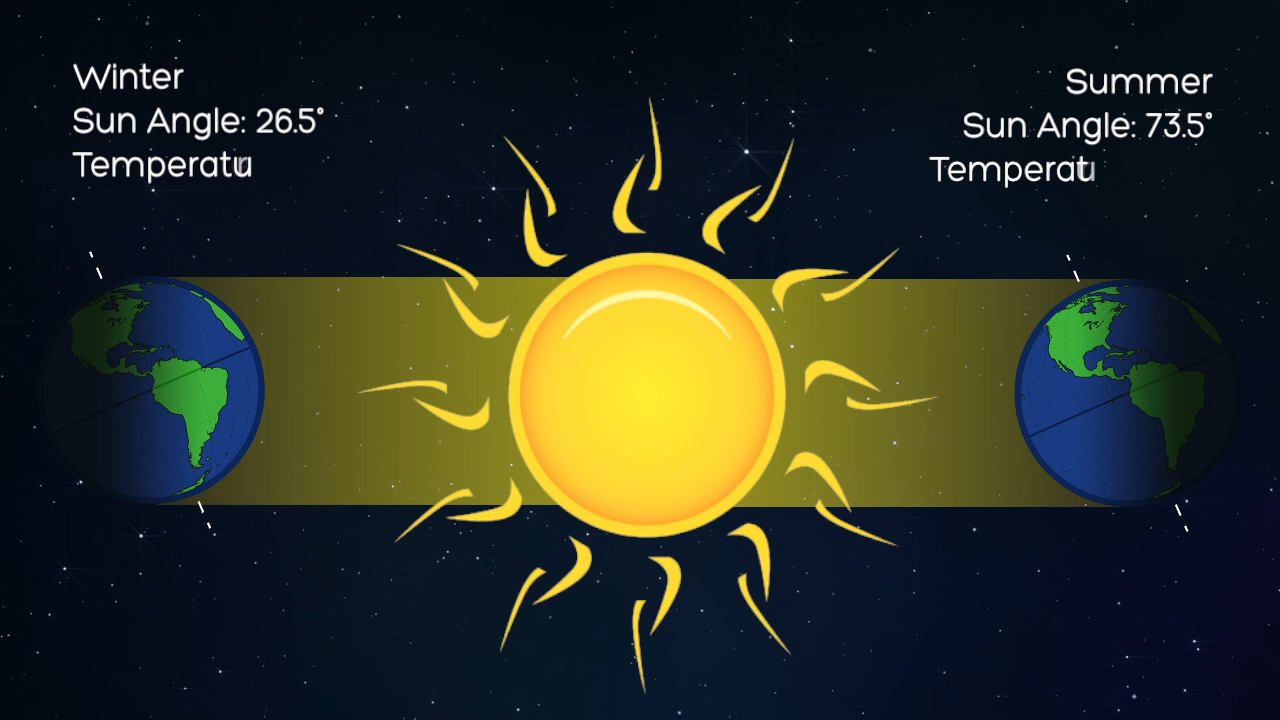 Winter
Sun Angle: 26.5°
Temperatu
Summer
Sun Angle: 73.5°
Temperatu